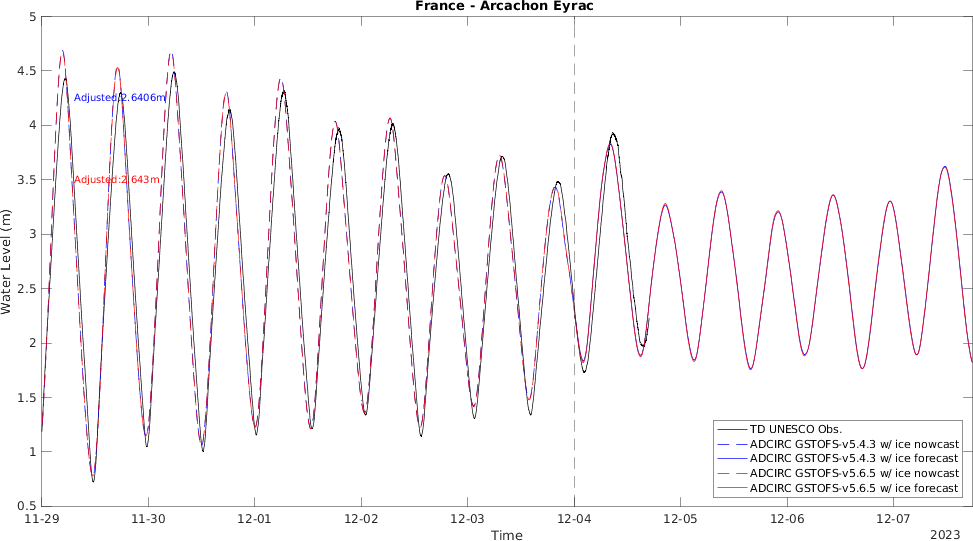 France - Arcachon Eyrac
5
4.5
4
3.5
3
2.5
2
1.5
1
0.5
Water Level (m)
Adjusted:2.6406m
Adjusted:2.643m
TD UNESCO Obs.
ADCIRC GSTOFS-v5.4.3 w/ ice nowcast
ADCIRC GSTOFS-v5.4.3 w/ ice forecast
ADCIRC GSTOFS-v5.6.5 w/ ice nowcast
ADCIRC GSTOFS-v5.6.5 w/ ice forecast
11-29 11-30 12-01 12-02 12-03 12-04 12-05 12-06 12-07
Time
2023